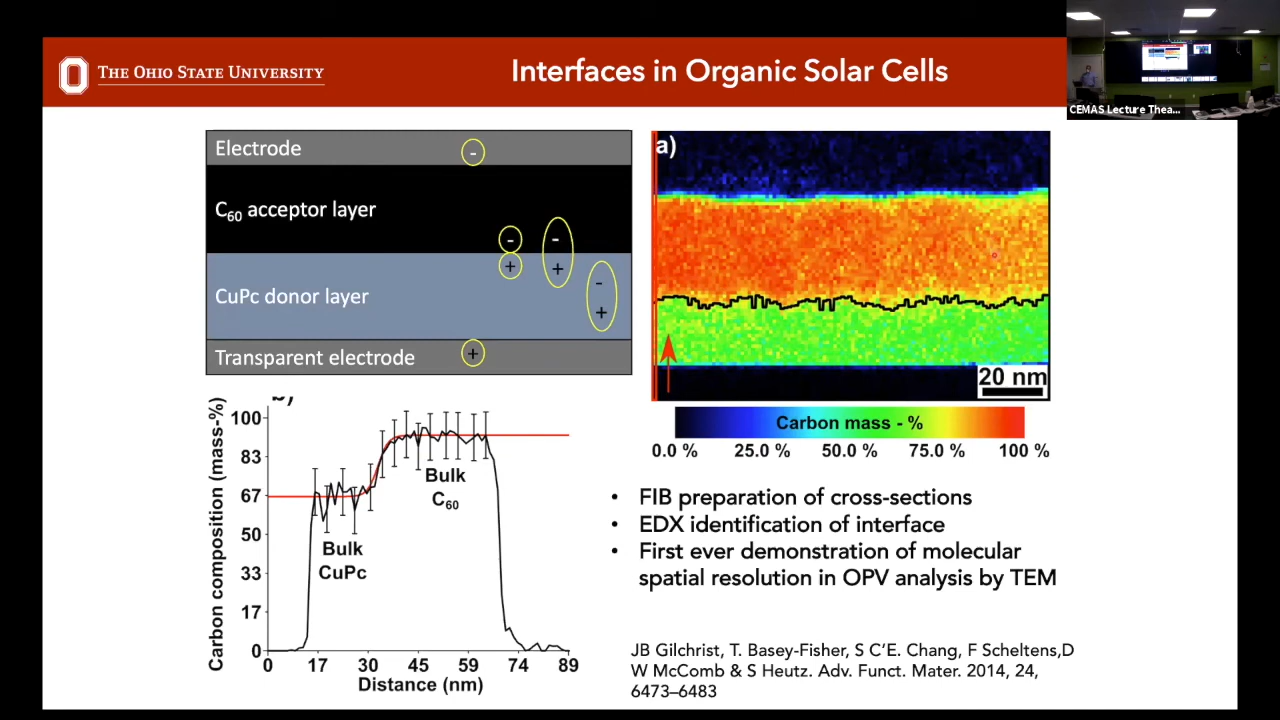 THE OHIO STATE UNIVERSITY
Interfaces in Organic Solar Cells
CEMAS Lecture Thea...
Electrode
-
C60 acceptor layer
- -
+ +
CuPc donor layer
-
+
Transparent electrode
+
a)
20 nm
Carbon mass - %
0.0 % 25.0 % 50.0 % 75.0 % 100 %
b)
Carbon composition (mass-%)
100
83
67
50
33
17
0
Bulk
C60
Bulk
CuPc
0 17 30 45 59 74 89
Distance (nm)
• FIB preparation of cross-sections
• EDX identification of interface
• First ever demonstration of molecular
spatial resolution in OPV analysis by TEM
JB Gilchrist, T. Basey-Fisher, S C'E. Chang, F Scheltens,D
W McComb & S Heutz. Adv. Funct. Mater. 2014, 24,
6473–6483